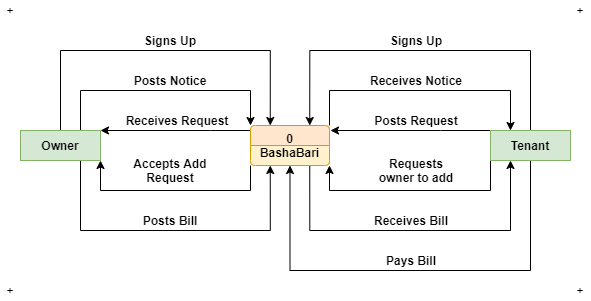 Signs Up
Signs Up
Posts Notice
Receives Notice
Receives Request
Posts Request
0
BashaBari
Owner
Tenant
Accepts Add
Request
Requests
owner to add
Posts Bill
Receives Bill
Pays Bill